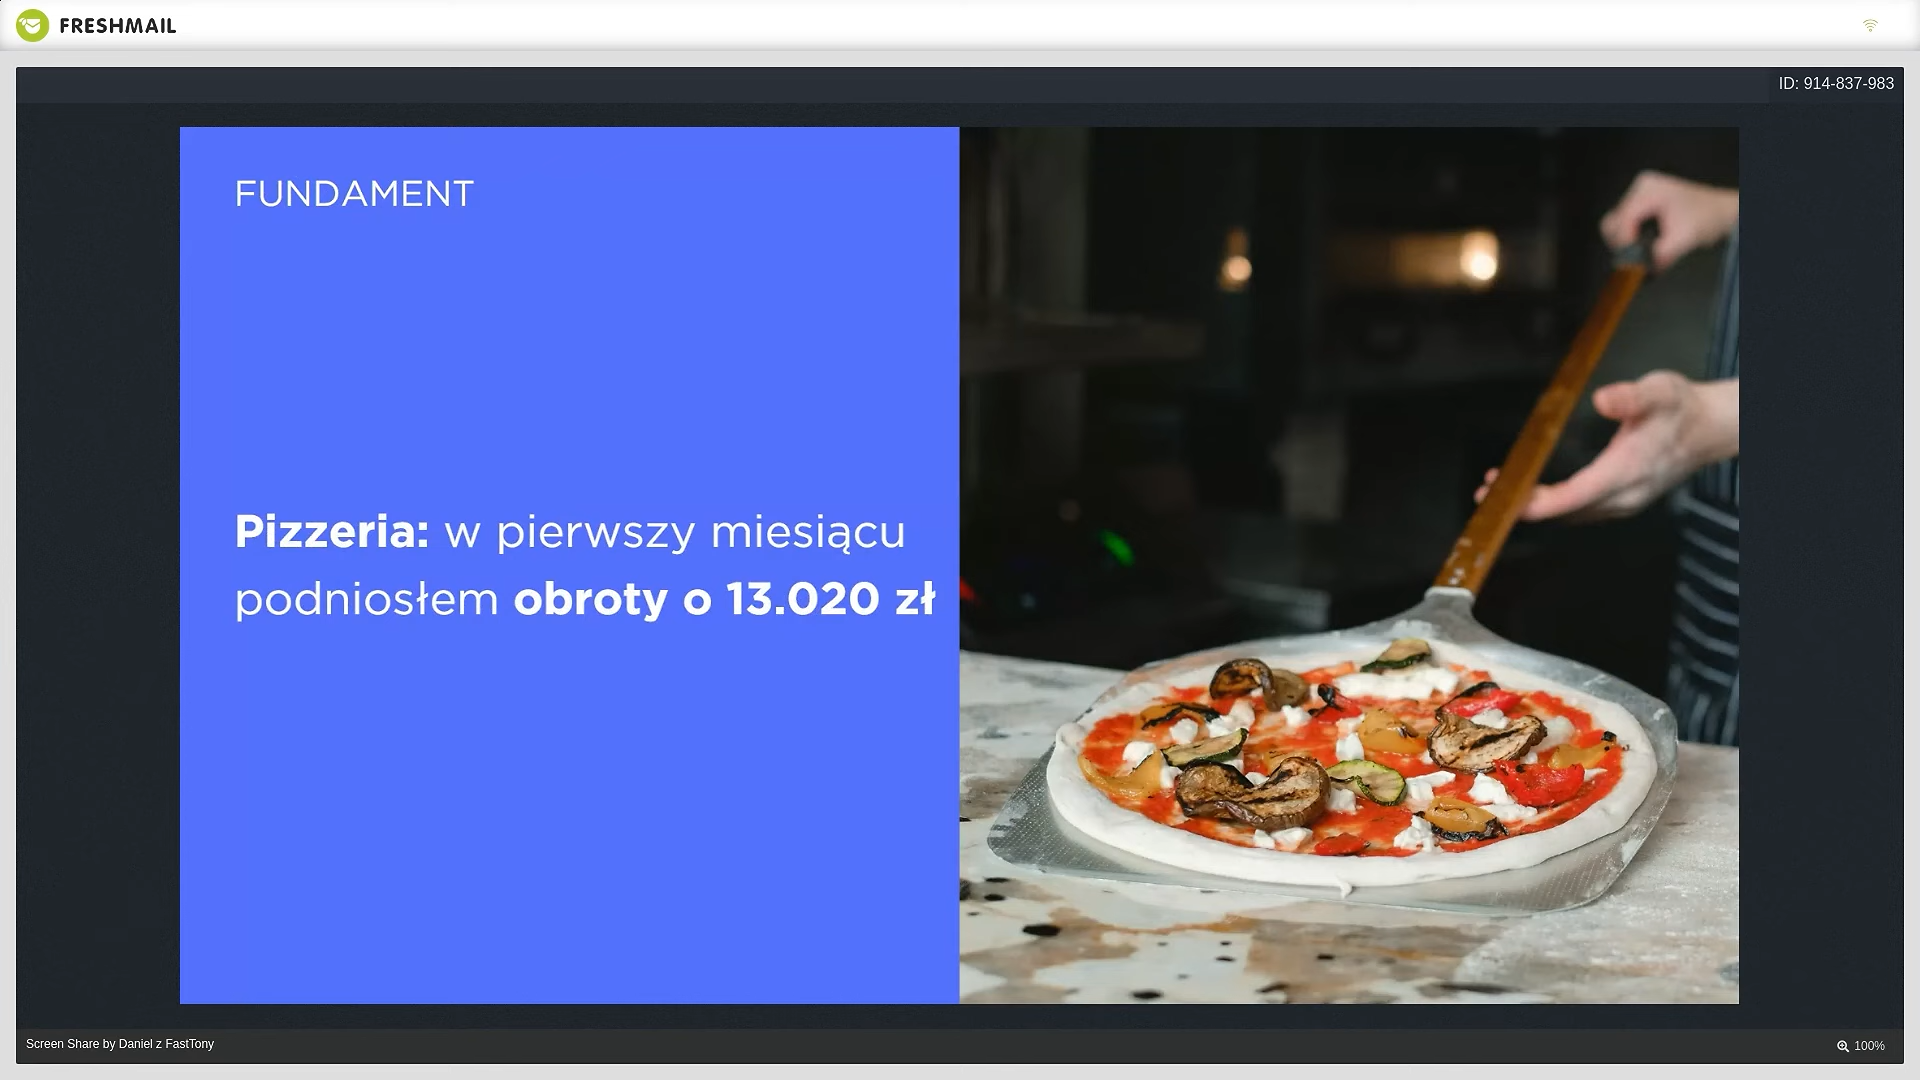 FRESHMAIL
ID: 914-837-983
FUNDAMENT
Pizzeria: w pierwszy miesiącu
podniosłem obroty o 13.020 zł
Screen Share by Daniel z FastTony
100%